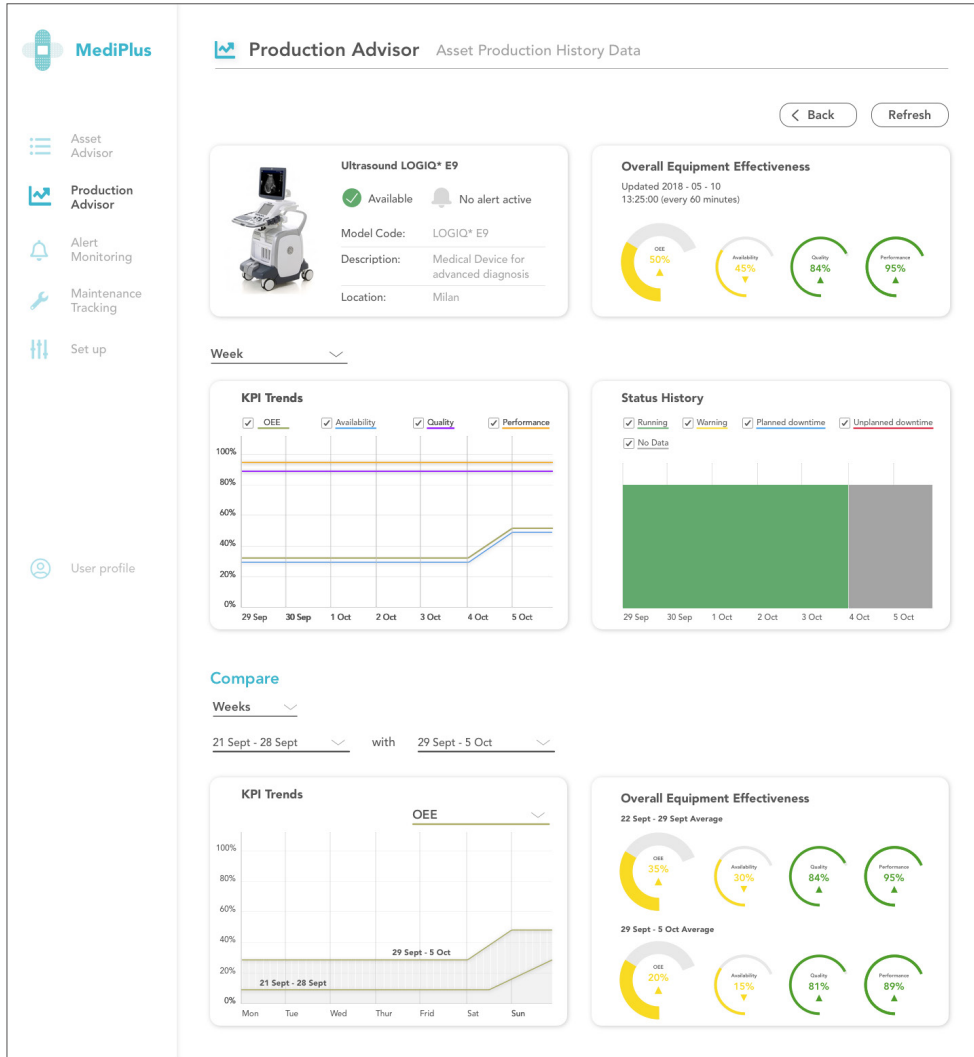 MediPlus
Production Advisor Asset Production History Data
Back Refresh
Asset
Advisor
Production
Advisor
Alert
Monitoring
Maintenance
Tracking
Set up
User profile
Ultrasound LOGIQ* E9
Available No alert active
Model Code: LOGIQ* E9
Description: Medical Device for
advanced diagnosis
Location: Milan
Overall Equipment Effectiveness
Updated 2018 - 05 - 10
13:25:00 (every 60 minutes)
OEE
50%
Availability
45%
Quality
84%
Performance
95%
Week
KPI Trends
OEE Availability Quality Performance
100%
80%
60%
40%
20%
0%
29 Sep 30 Sep 1 Oct 2 Oct 3 Oct 4 Oct 5 Oct
Status History
Running Warning Planned downtime Unplanned downtime
No Data
29 Sep 30 Sep 1 Oct 2 Oct 3 Oct 4 Oct 5 Oct
Compare
Weeks
21 Sept - 28 Sept with 29 Sept - 5 Oct
KPI Trends
OEE
100%
80%
60%
40%
29 Sept - 5 Oct
20%
21 Sept - 28 Sept
0%
Mon Tue Wed Thur Frid Sat Sun
Overall Equipment Effectiveness
22 Sept - 29 Sept Average
OEE
35%
Availability
30%
Quality
84%
Performance
95%
29 Sept - 5 Oct Average
OEE
20%
Availability
15%
Quality
81%
Performance
89%